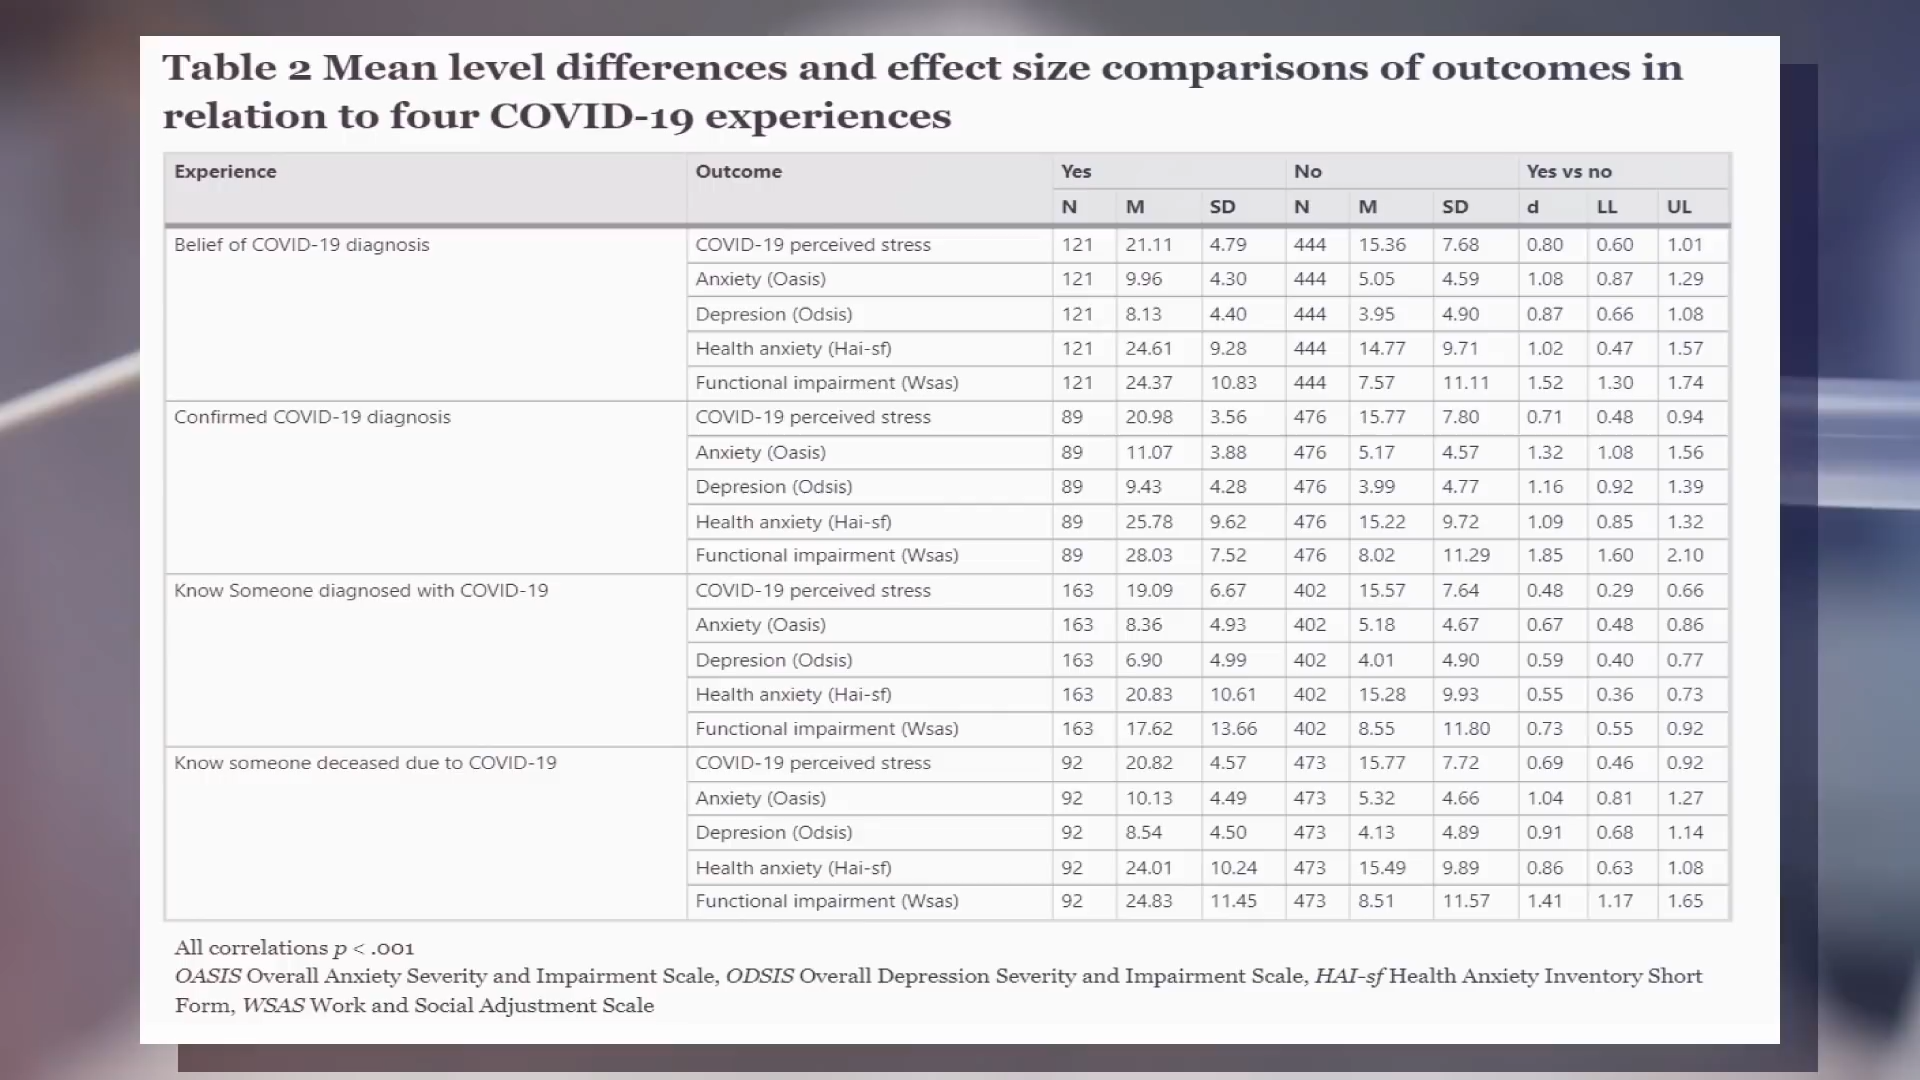 Table 2 Mean level differences and effect size comparisons of outcomes in
relation to four COVID-19 experiences
Experience Outcome Yes No Yes vs no
N M SD N M SD d LL UL
Belief of COVID-19 diagnosis COVID-19 perceived stress 121 21.11 4.79 444 15.36 7.68 0.80 0.60 1.01
Anxiety (Oasis) 121 9.96 4.30 444 5.05 4.59 1.08 0.87 1.29
Depresion (Odsis) 121 8.13 4.40 444 3.95 4.90 0.87 0.66 1.08
Health anxiety (Hai-sf) 121 24.61 9.28 444 14.77 9.71 1.02 0.47 1.57
Functional impairment (Wsas) 121 24.37 10.83 444 7.57 11.11 1.52 1.30 1.74
Confirmed COVID-19 diagnosis COVID-19 perceived stress 89 20.98 3.56 476 15.77 7.80 0.71 0.48 0.94
Anxiety (Oasis) 89 11.07 3.88 476 5.17 4.57 1.32 1.08 1.56
Depresion (Odsis) 89 9.43 4.28 476 3.99 4.77 1.16 0.92 1.39
Health anxiety (Hai-sf) 89 25.78 9.62 476 15.22 9.72 1.09 0.85 1.32
Functional impairment (Wsas) 89 28.03 7.52 476 8.02 11.29 1.85 1.60 2.10
Know Someone diagnosed with COVID-19 COVID-19 perceived stress 163 19.09 6.67 402 15.57 7.64 0.48 0.29 0.66
Anxiety (Oasis) 163 8.36 4.93 402 5.18 4.67 0.67 0.48 0.86
Depresion (Odsis) 163 6.90 4.99 402 4.01 4.90 0.59 0.40 0.77
Health anxiety (Hai-sf) 163 20.83 10.61 402 15.28 9.93 0.55 0.36 0.73
Functional impairment (Wsas) 163 17.62 13.66 402 8.55 11.80 0.73 0.55 0.92
Know someone deceased due to COVID-19 COVID-19 perceived stress 92 20.82 4.57 473 15.77 7.72 0.69 0.46 0.92
Anxiety (Oasis) 92 10.13 4.49 473 5.32 4.66 1.04 0.81 1.27
Depresion (Odsis) 92 8.54 4.50 473 4.13 4.89 0.91 0.68 1.14
Health anxiety (Hai-sf) 92 24.01 10.24 473 15.49 9.89 0.86 0.63 1.08
Functional impairment (Wsas) 92 24.83 11.45 473 8.51 11.57 1.41 1.17 1.65
All correlations p < .001
OASIS Overall Anxiety Severity and Impairment Scale, ODSIS Overall Depression Severity and Impairment Scale, HAI-sf Health Anxiety Inventory Short
Form, WSAS Work and Social Adjustment Scale